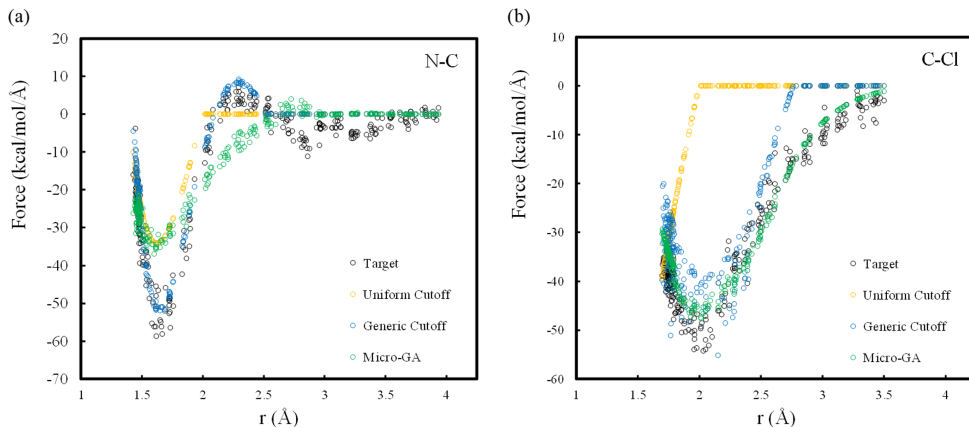 (a)
N-C
Force (kcal/mol/Å)
20
10
0
-10
-20
-30
-40
-50
-60
-70
Target
Uniform Cutoff
Generic Cutoff
Micro-GA
1
1.5
2
2.5
3
3.5
4
r (Å)
(b)
C-Cl
Force (kcal/mol/Å)
10
0
-10
-20
-30
-40
-50
-60
Target
Uniform Cutoff
Generic Cutoff
Micro-GA
1
1.5
2
2.5
3
3.5
4
r (Å)